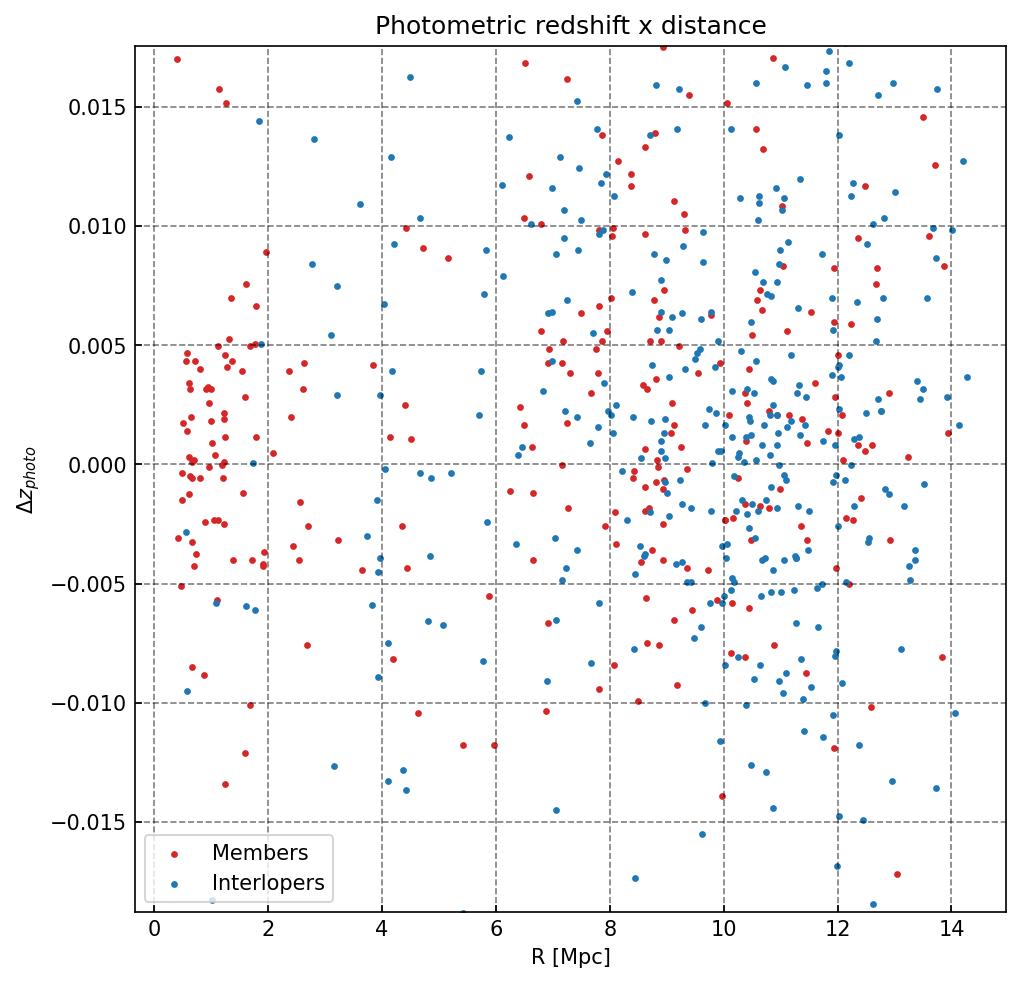 Photometric redshift x distance
0.015
0.010
0.005
0.000
−0.005
−0.010
−0.015
Δz_photo
Members
Interlopers
0 2 4 6 8 10 12 14
R [Mpc]